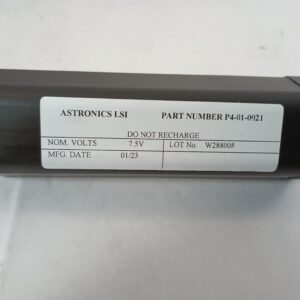 ASTRONICS LSI PART NUMBER P4-01-0021
DO NOT RECHARGE
NOM. VOLTS 7.5V LOT No. W288008
MFG. DATE 01/23